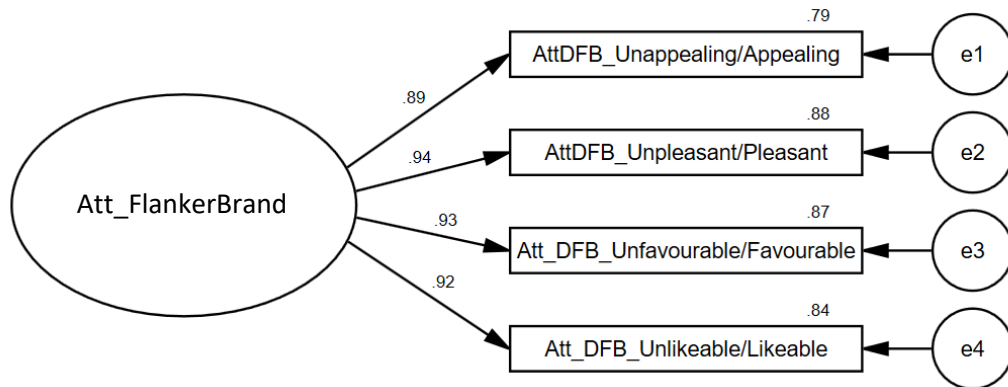 .79
AttDFB_Unappealing/Appealing
e1
.89
.88
AttDFB_Unpleasant/Pleasant
e2
.94
Att_FlankerBrand
.87
.93
Att_DFB_Unfavourable/Favourable
e3
.92
.84
Att_DFB_Unlikeable/Likeable
e4